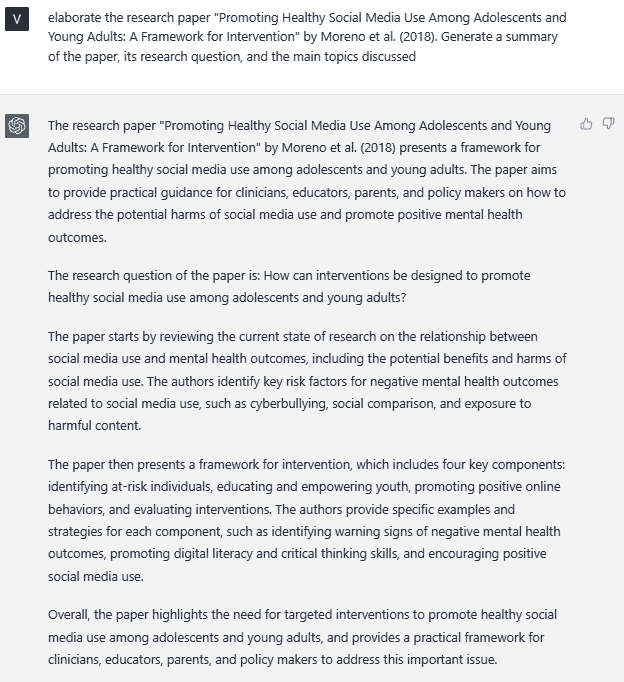 V
elaborate the research paper "Promoting Healthy Social Media Use Among Adolescents and
Young Adults: A Framework for Intervention" by Moreno et al. (2018). Generate a summary
of the paper, its research question, and the main topics discussed
The research paper "Promoting Healthy Social Media Use Among Adolescents and Young
Adults: A Framework for Intervention" by Moreno et al. (2018) presents a framework for
promoting healthy social media use among adolescents and young adults. The paper aims
to provide practical guidance for clinicians, educators, parents, and policy makers on how to
address the potential harms of social media use and promote positive mental health
outcomes.
The research question of the paper is: How can interventions be designed to promote
healthy social media use among adolescents and young adults?
The paper starts by reviewing the current state of research on the relationship between
social media use and mental health outcomes, including the potential benefits and harms of
social media use. The authors identify key risk factors for negative mental health outcomes
related to social media use, such as cyberbullying, social comparison, and exposure to
harmful content.
The paper then presents a framework for intervention, which includes four key components:
identifying at-risk individuals, educating and empowering youth, promoting positive online
behaviors, and evaluating interventions. The authors provide specific examples and
strategies for each component, such as identifying warning signs of negative mental health
outcomes, promoting digital literacy and critical thinking skills, and encouraging positive
social media use.
Overall, the paper highlights the need for targeted interventions to promote healthy social
media use among adolescents and young adults, and provides a practical framework for
clinicians, educators, parents, and policy makers to address this important issue.